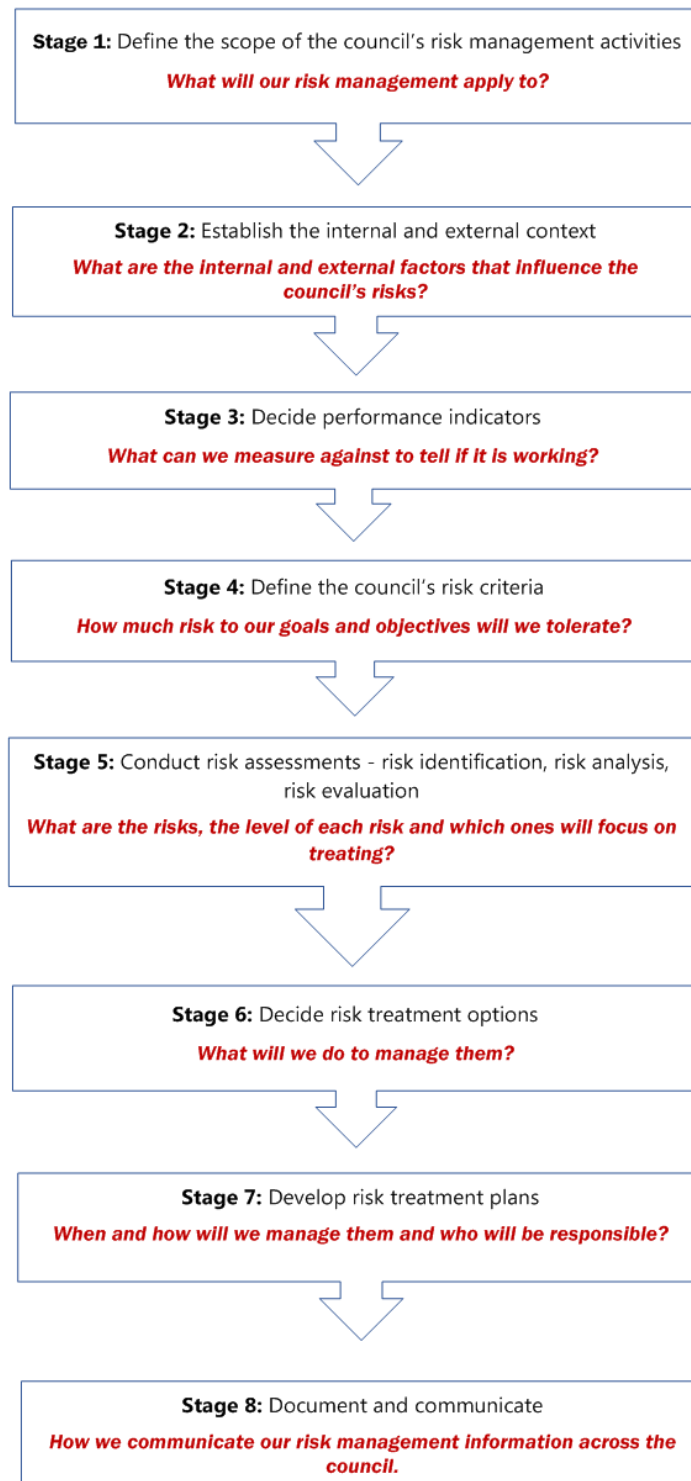 Stage 1: Define the scope of the council's risk management activities
What will our risk management apply to?
Stage 2: Establish the internal and external context
What are the internal and external factors that influence the
council's risks?
Stage 3: Decide performance indicators
What can we measure against to tell if it is working?
Stage 4: Define the council's risk criteria
How much risk to our goals and objectives will we tolerate?
Stage 5: Conduct risk assessments - risk identification, risk analysis,
risk evaluation
What are the risks, the level of each risk and which ones will focus on
treating?
Stage 6: Decide risk treatment options
What will we do to manage them?
Stage 7: Develop risk treatment plans
When and how will we manage them and who will be responsible?
Stage 8: Document and communicate
How we communicate our risk management information across the
council.